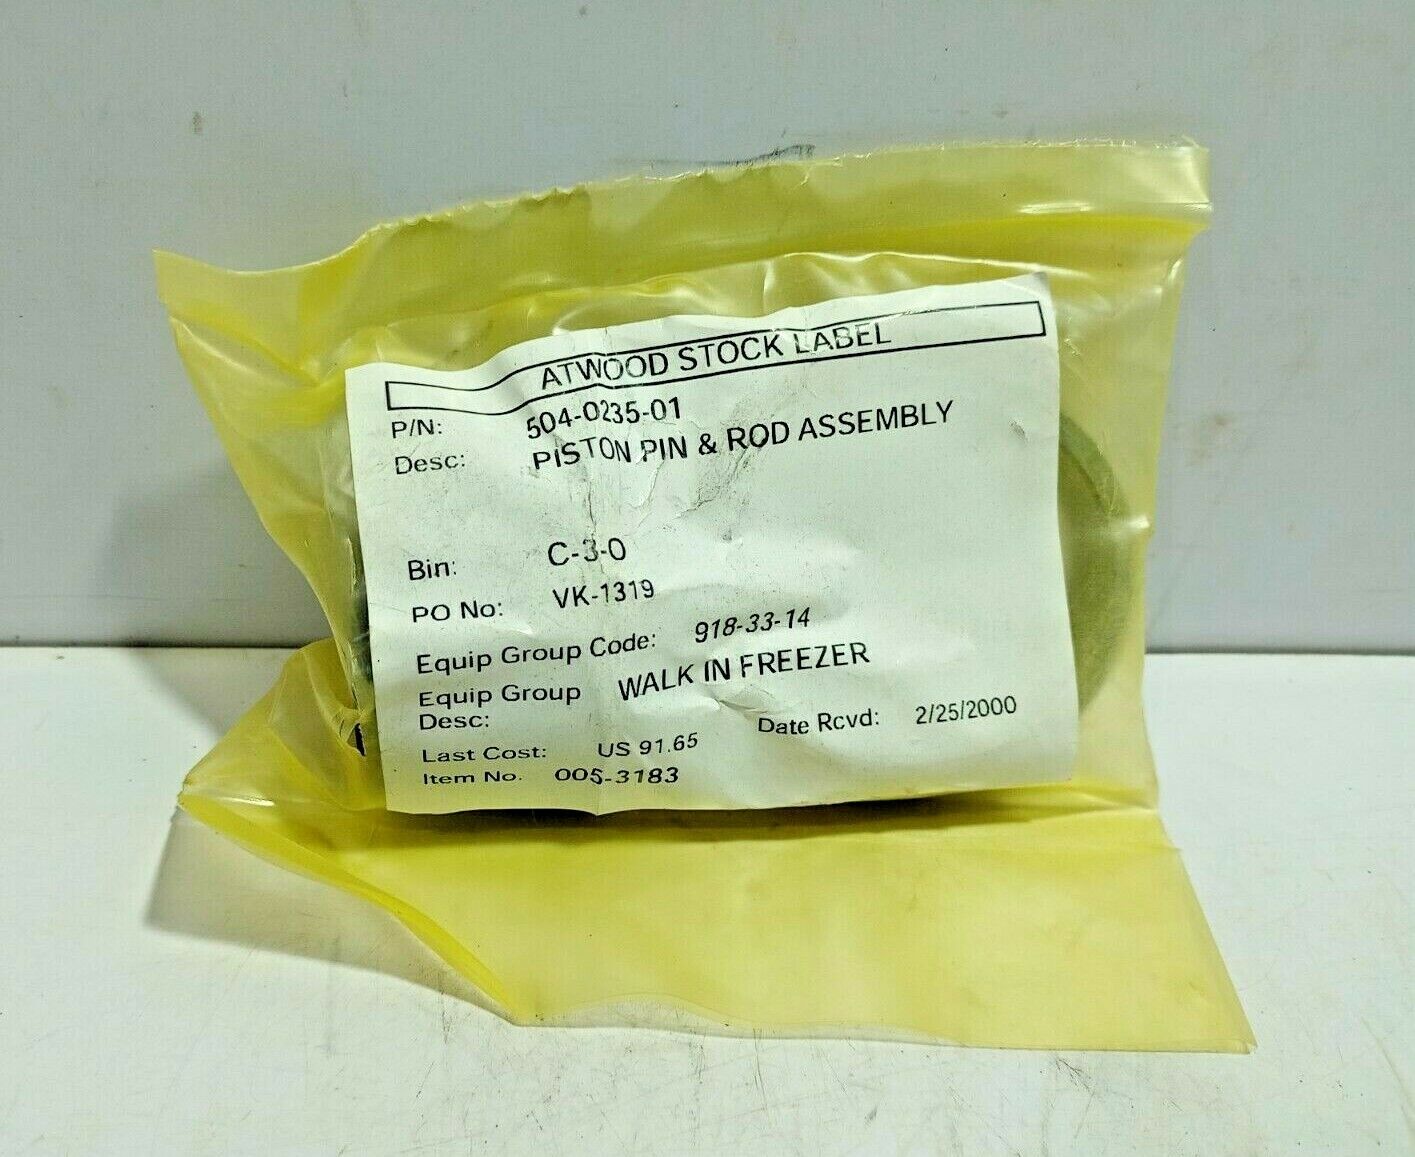 ATWOOD STOCK LABEL
P/N: 504-0235-01
Desc: PISTON PIN & ROD ASSEMBLY
Bin: C-3-0
PO No: VK-1319
Equip Group Code: 918-33-14
Equip Group WALK IN FREEZER
Desc:
Last Cost: US 91.65 Date Rcvd: 2/25/2000
Item No. 005-3183